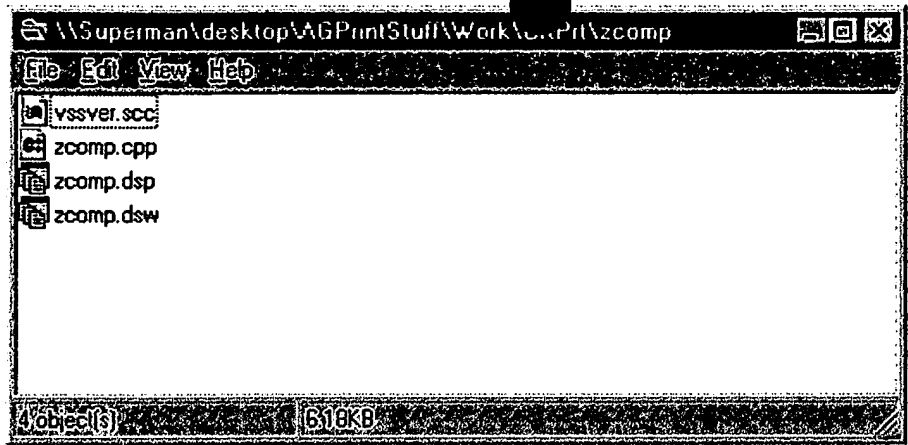 \\Superman\desktop\AGPrintStuff\Work\ \zcomp
File Edit View Help
vssver.scc
zcomp.cpp
zcomp.dsp
zcomp.dsw
4 object(s) 6.18KB